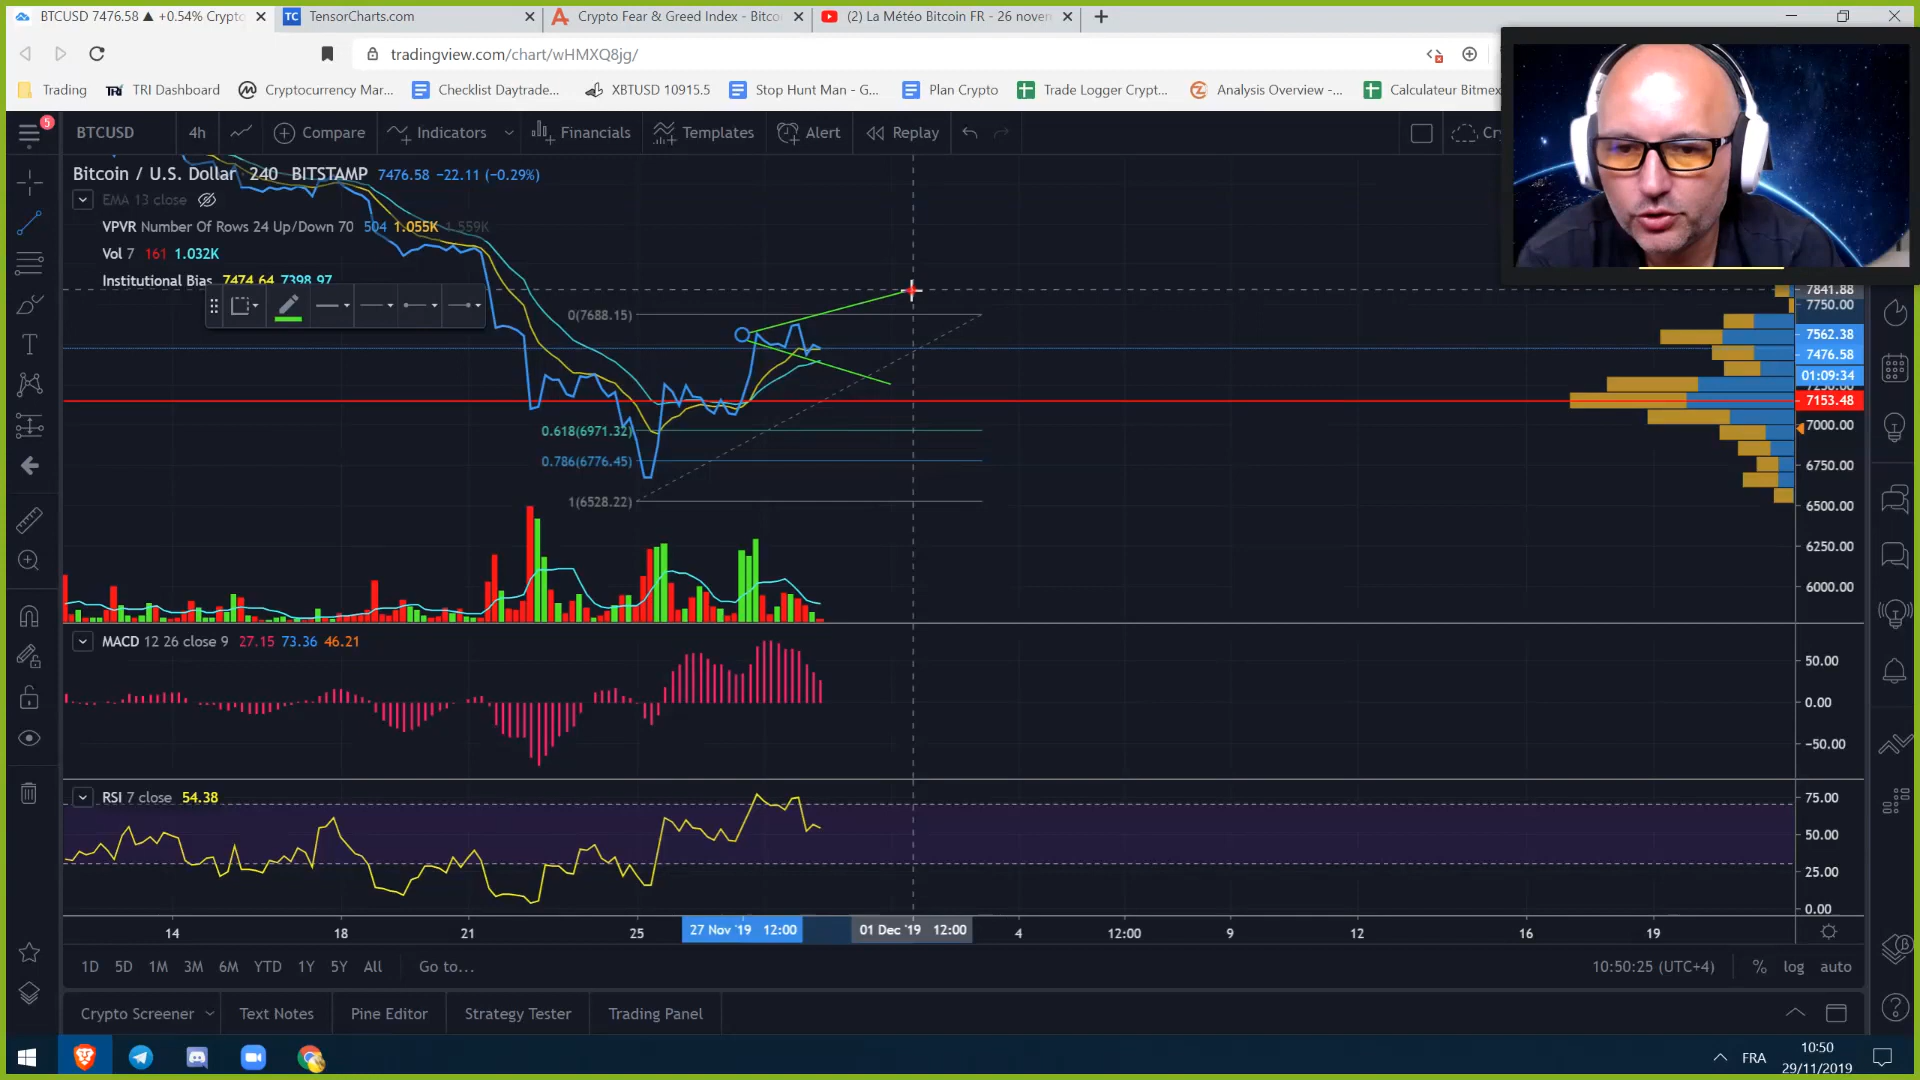 BTCUSD 7476.58 ▲ +0.54% Crypto
TensorCharts.com
Crypto Fear & Greed Index - Bitco
(2) La Météo Bitcoin FR - 26 novem
tradingview.com/chart/wHMXQ8jg/
Trading
TRI Dashboard
Cryptocurrency Mar...
Checklist Daytrade...
XBTUSD 10915.5
Stop Hunt Man - G...
Plan Crypto
Trade Logger Crypt...
Analysis Overview -...
Calculateur Bitmex
5
BTCUSD
4h
Compare
Indicators
Financials
Templates
Alert
Replay
Bitcoin / U.S. Dollar 240 BITSTAMP 7476.58 −22.11 (−0.29%)
EMA 13 close
VPVR Number Of Rows 24 Up/Down 70 504 1.055K 1.559K
Vol 7 161 1.032K
Institutional Bias 7474.64 7398.97
0(7688.15)
0.618(6971.32)
0.786(6776.45)
1(6528.22)
7841.88
7750.00
7562.38
7476.58
01:09:34
7153.48
7000.00
6750.00
6500.00
6250.00
6000.00
MACD 12 26 close 9 27.15 73.36 46.21
50.00
0.00
−50.00
RSI 7 close 54.38
75.00
50.00
25.00
0.00
14
18
21
25
27 Nov '19 12:00
01 Dec '19 12:00
4
12:00
9
12
16
19
1D 5D 1M 3M 6M YTD 1Y 5Y All
Go to...
10:50:25 (UTC+4)
% log auto
Crypto Screener
Text Notes
Pine Editor
Strategy Tester
Trading Panel
FRA
10:50
29/11/2019